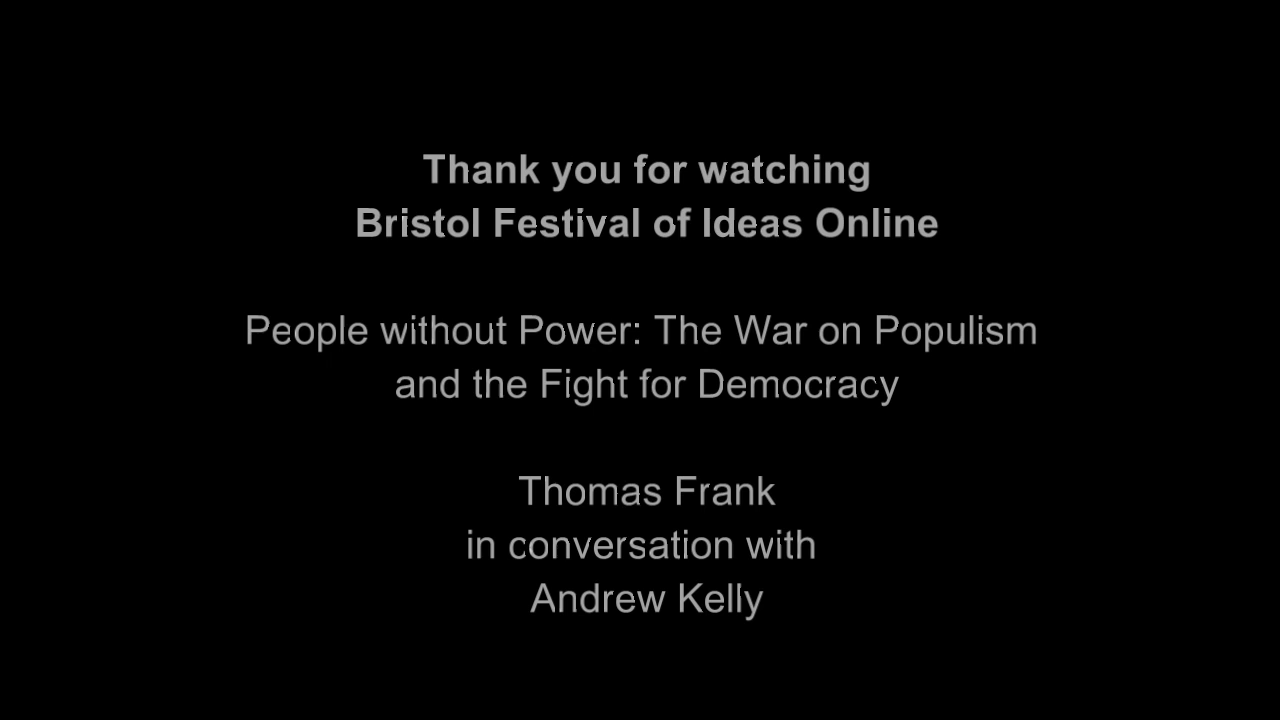 Thank you for watching
Bristol Festival of Ideas Online
People without Power: The War on Populism
and the Fight for Democracy
Thomas Frank
in conversation with
Andrew Kelly